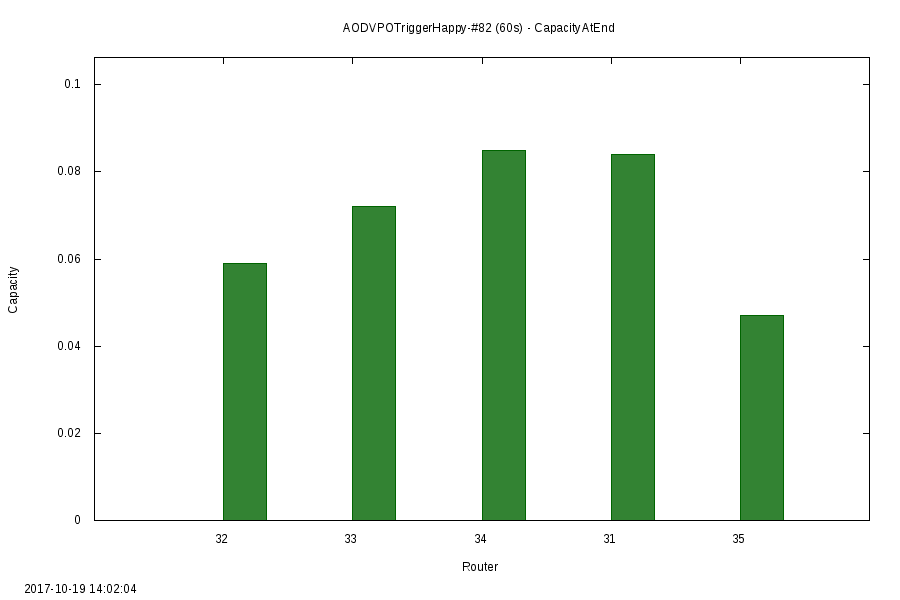 AODVPOTriggerHappy-#82 (60s) - CapacityAtEnd
0.1
0.08
0.06
0.04
0.02
0
Capacity
32 33 34 31 35
Router
2017-10-19 14:02:04